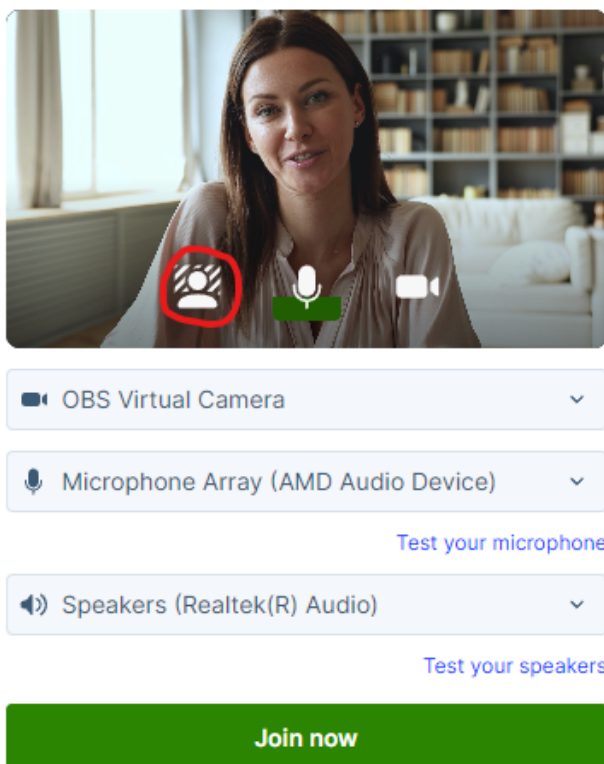 OBS Virtual Camera
Microphone Array (AMD Audio Device)
Test your microphone
Speakers (Realtek(R) Audio)
Test your speakers
Join now